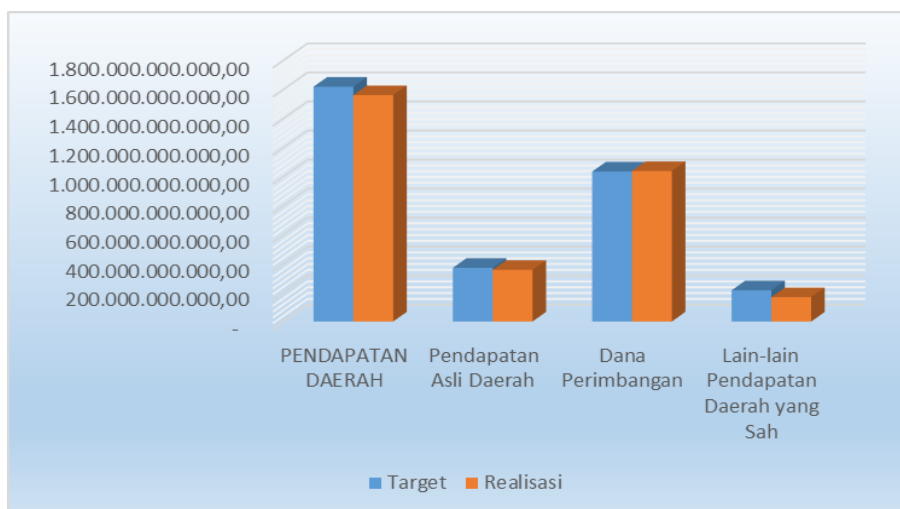 1.800.000.000.000,00
1.600.000.000.000,00
1.400.000.000.000,00
1.200.000.000.000,00
1.000.000.000.000,00
800.000.000.000,00
600.000.000.000,00
400.000.000.000,00
200.000.000.000,00
-
PENDAPATAN
DAERAH
Pendapatan
Asli Daerah
Dana
Perimbangan
Lain-lain
Pendapatan
Daerah yang
Sah
Target
Realisasi